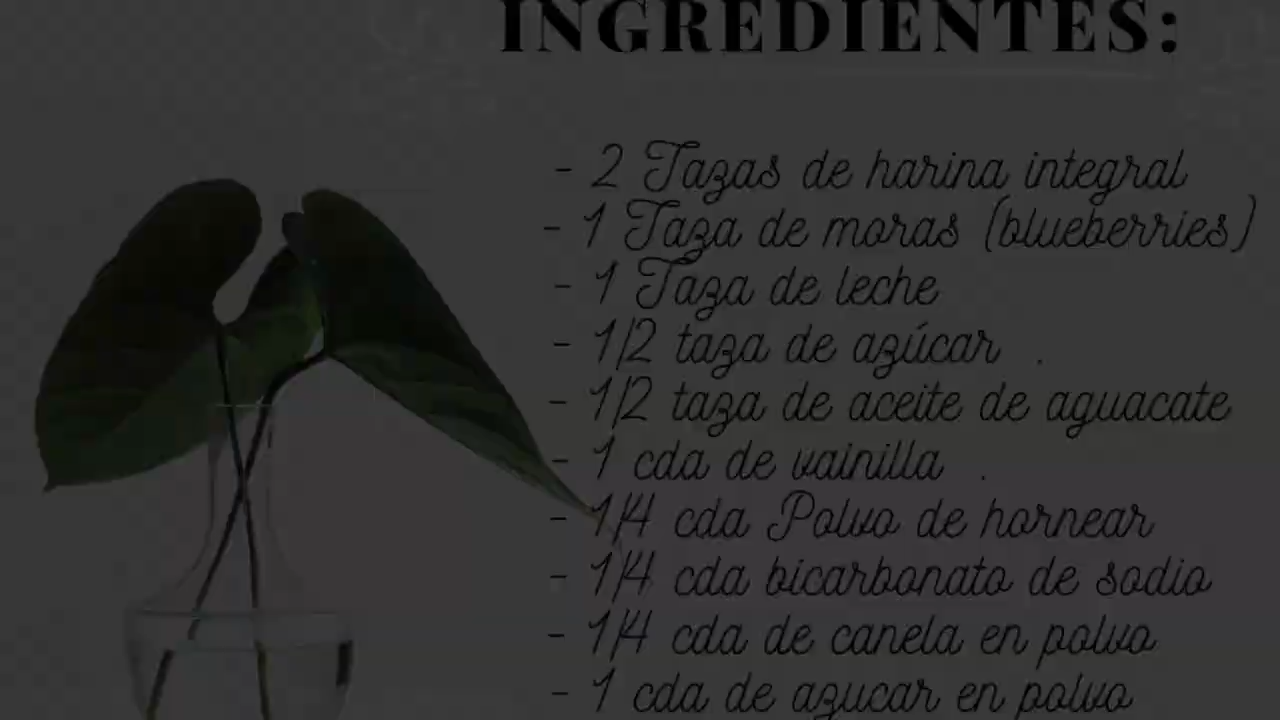 INGREDIENTES:
- 2 Tazas de harina integral
- 1 Taza de moras (blueberries)
- 1 Taza de leche
- 1/2 taza de azúcar .
- 1/2 taza de aceite de aguacate
- 1 cda de vainilla .
- 1/4 cda Polvo de hornear
- 1/4 cda bicarbonato de sodio
- 1/4 cda de canela en polvo
- 1 cda de azucar en polvo